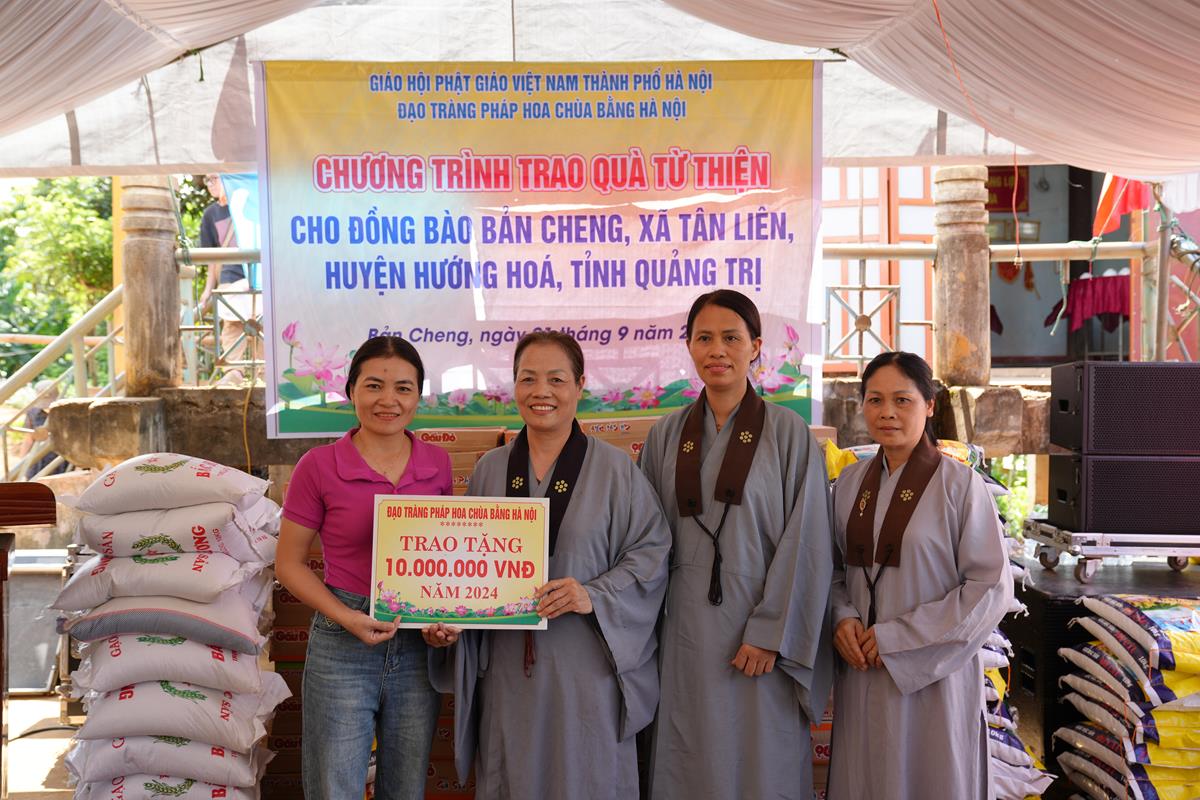 GIÁO HỘI PHẬT GIÁO VIỆT NAM THÀNH PHỐ HÀ NỘI
ĐẠO TRÀNG PHÁP HOA CHÙA BẰNG HÀ NỘI
CHƯƠNG TRÌNH TRAO QUÀ TỪ THIỆN
CHO ĐỒNG BÀO BẢN CHENG, XÃ TÂN LIÊN,
HUYỆN HƯỚNG HOÁ, TỈNH QUẢNG TRỊ
Bản Cheng, ngày tháng 9 năm
Gấu Đỏ
ĐẠO TRÀNG PHÁP HOA CHÙA BẰNG HÀ NỘI
********
TRAO TẶNG
10.000.000 VNĐ
NĂM 2024